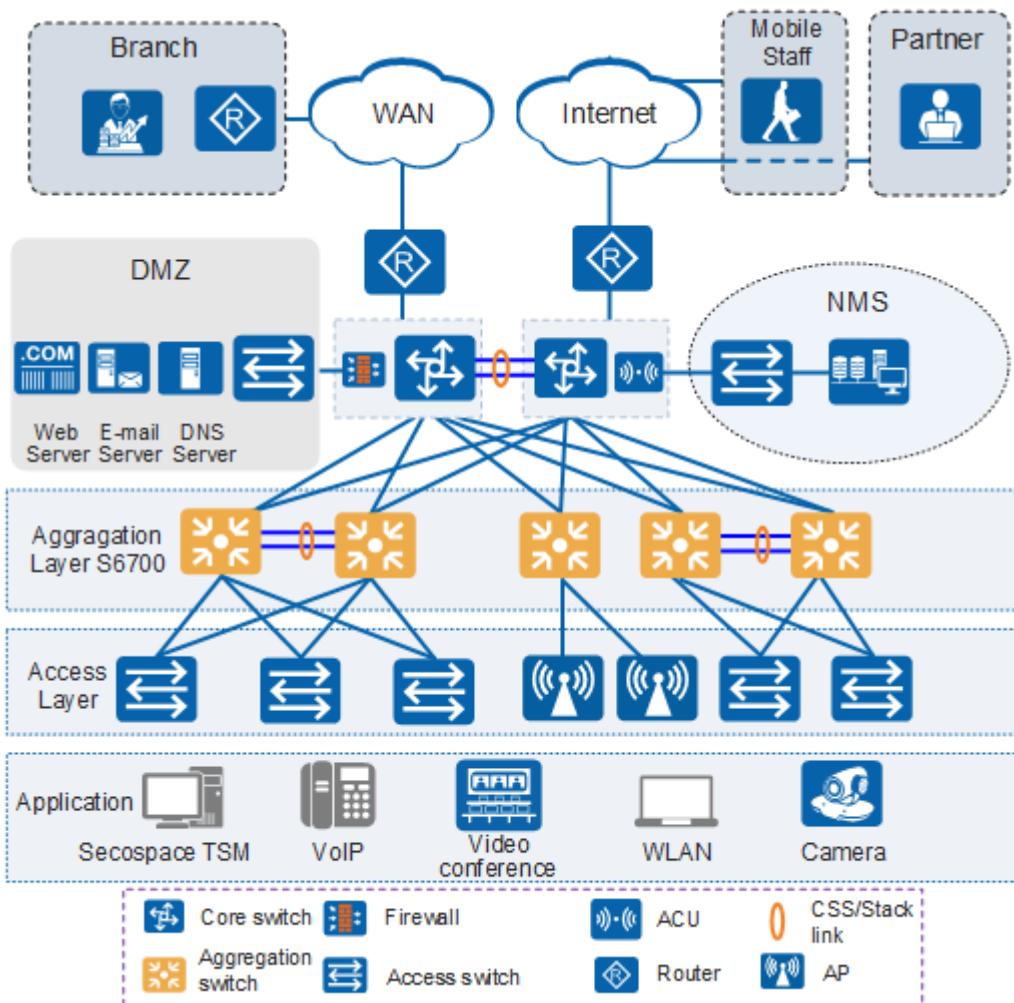 Branch
WAN
Internet
Mobile
Staff
Partner
R
R
R
DMZ
NMS
.COM
Web
Server
E-mail
Server
DNS
Server
Aggragation
Layer S6700
Access
Layer
Application
Secospace TSM
VoIP
Video
conference
WLAN
Camera
Core switch
Firewall
ACU
CSS/Stack
link
Aggregation
switch
Access switch
R
Router
AP